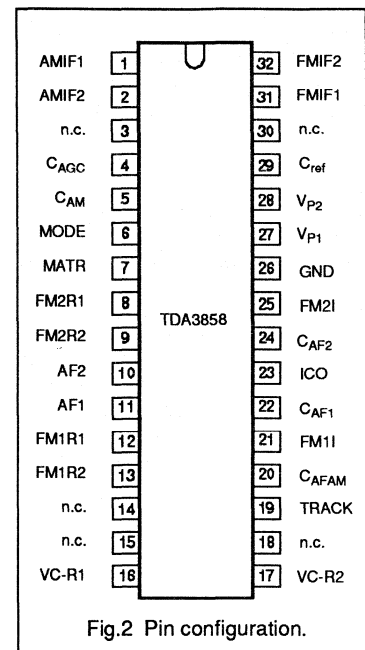 AMIF1 1 32 FMIF2
AMIF2 2 31 FMIF1
n.c. 3 30 n.c.
CAGC 4 29 Cref
CAM 5 28 VP2
MODE 6 27 VP1
MATR 7 26 GND
FM2R1 8 25 FM2I
TDA3858
FM2R2 9 24 CAF2
AF2 10 23 ICO
AF1 11 22 CAF1
FM1R1 12 21 FM1I
FM1R2 13 20 CAFAM
n.c. 14 19 TRACK
n.c. 15 18 n.c.
VC-R1 16 17 VC-R2
Fig.2 Pin configuration.